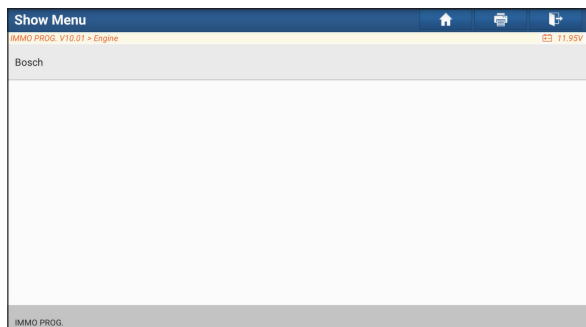 Show Menu
IMMO PROG. V10.01 > Engine
11.95V
Bosch
IMMO PROG.